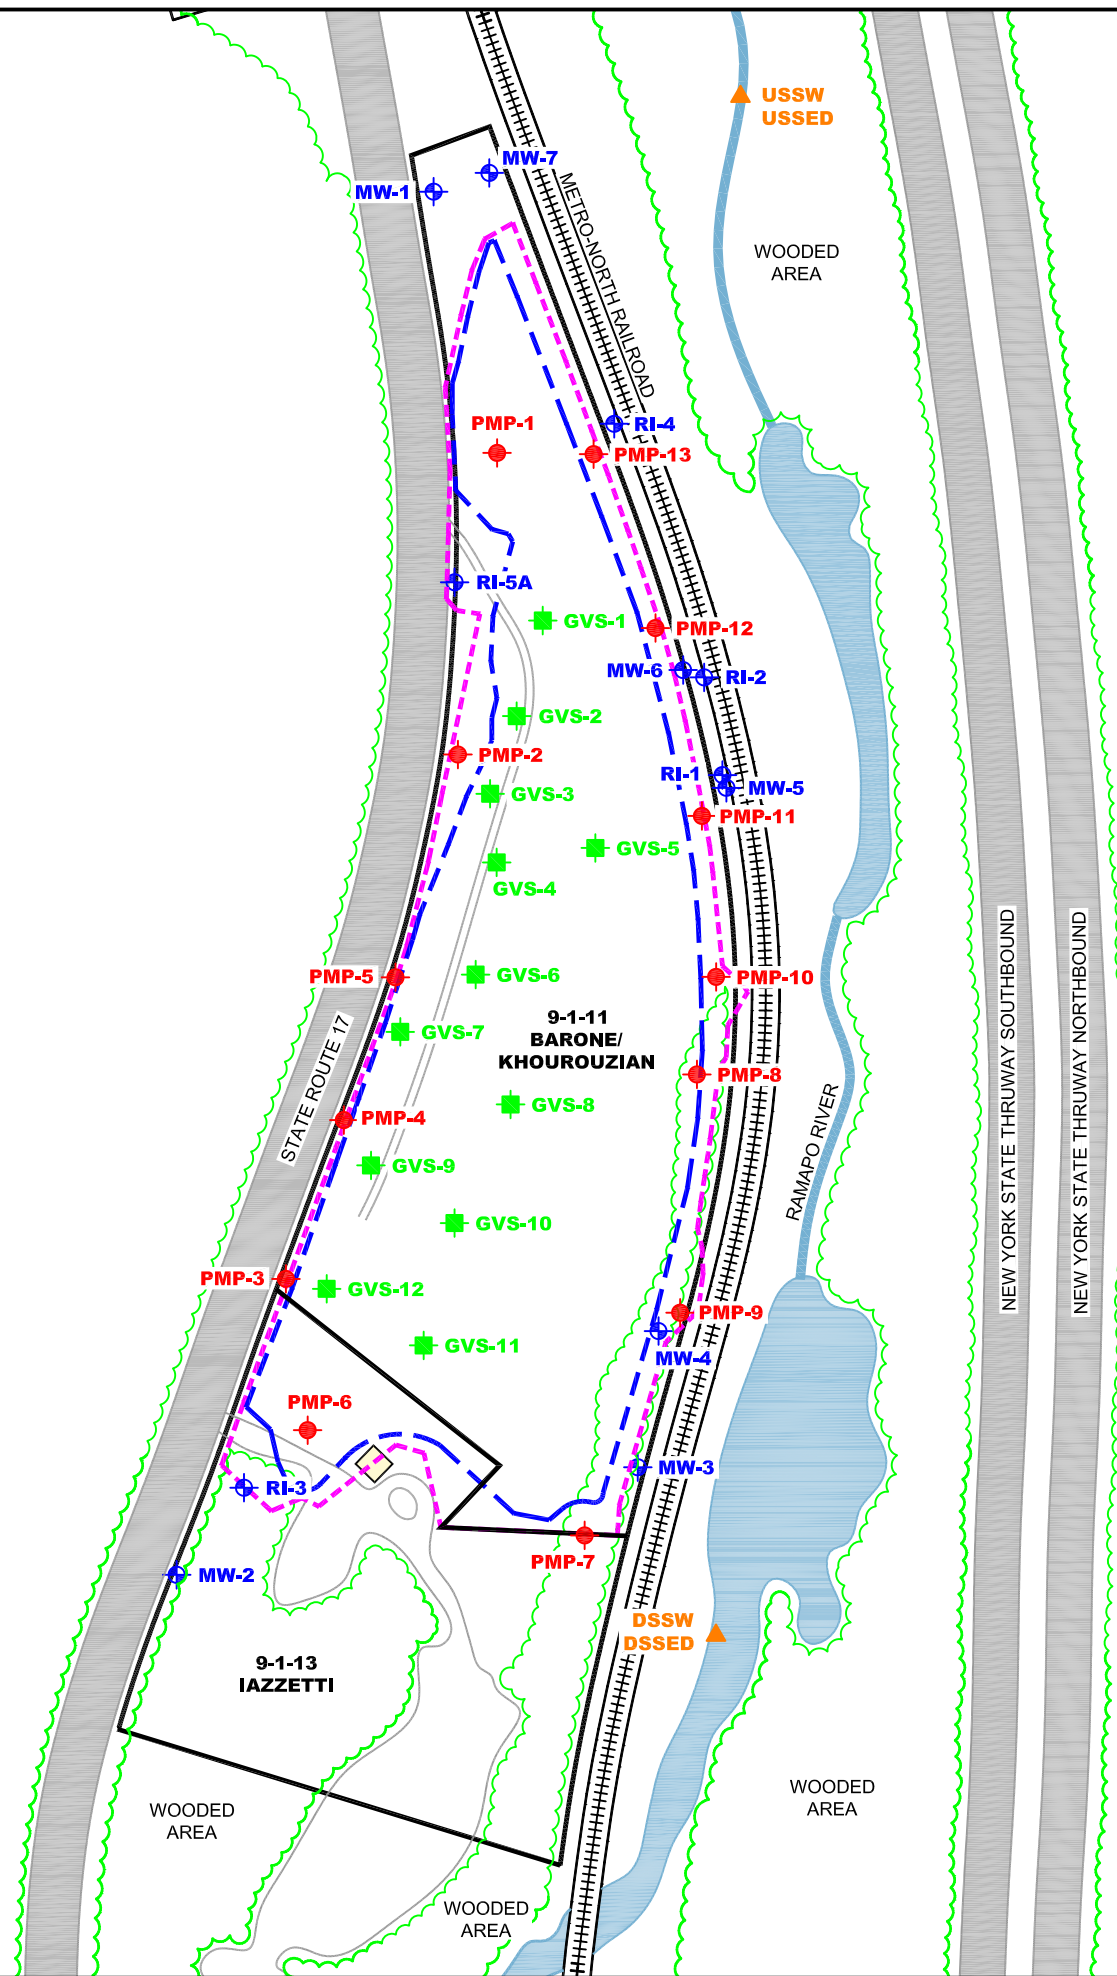 USSW
USSED
MW-7
MW-1
METRO-NORTH RAILROAD
WOODED
AREA
PMP-1
RI-4
PMP-13
RI-5A
GVS-1
PMP-12
MW-6
RI-2
GVS-2
PMP-2
RI-1
MW-5
GVS-3
PMP-11
GVS-5
GVS-4
PMP-5
GVS-6
PMP-10
9-1-11
BARONE/
KHOUROUZIAN
GVS-7
STATE ROUTE 17
PMP-8
GVS-8
PMP-4
RAMAPO RIVER
NEW YORK STATE THRUWAY SOUTHBOUND
NEW YORK STATE THRUWAY NORTHBOUND
GVS-9
GVS-10
PMP-3
GVS-12
PMP-9
GVS-11
MW-4
PMP-6
MW-3
RI-3
PMP-7
MW-2
DSSW
DSSED
9-1-13
IAZZETTI
WOODED
AREA
WOODED
AREA
WOODED
AREA